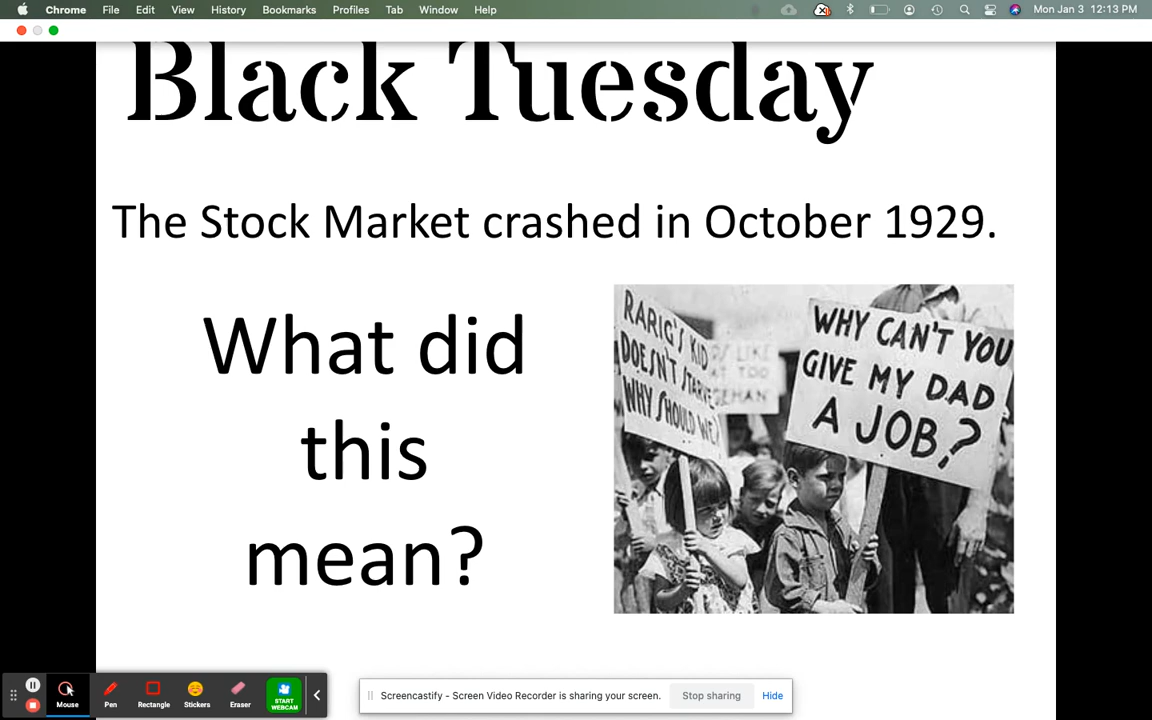 Chrome File Edit View History Bookmarks Profiles Tab Window Help Mon Jan 3 12:13 PM
Black Tuesday
The Stock Market crashed in October 1929.
What did
this
mean?
RARIG'S KID
DOESN'T STARVE
WHY SHOULD WE?
LIKE
TOO
WHY CAN'T YOU
GIVE MY DAD
A JOB?
Mouse Pen Rectangle Stickers Eraser START
WEBCAM
Screencastify - Screen Video Recorder is sharing your screen. Stop sharing Hide